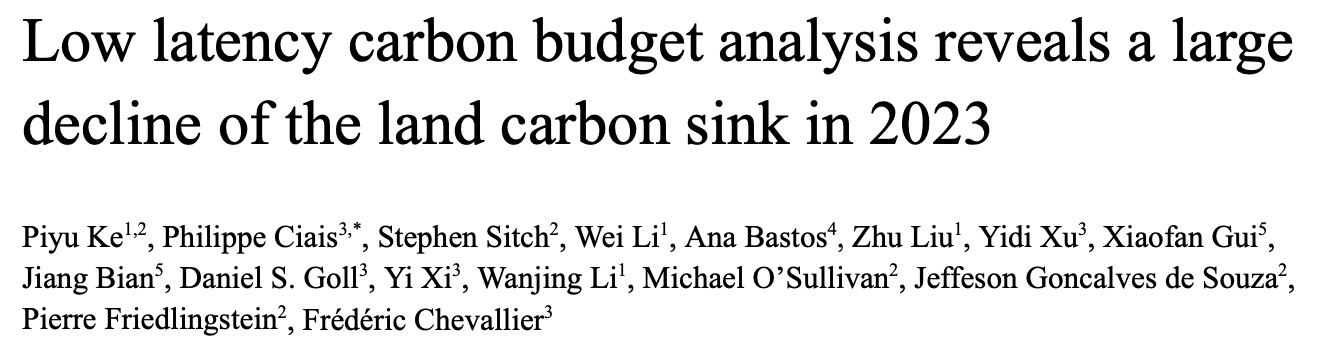 Low latency carbon budget analysis reveals a large
decline of the land carbon sink in 2023
Piyu Ke¹,², Philippe Ciais³,*, Stephen Sitch², Wei Li¹, Ana Bastos⁴, Zhu Liu¹, Yidi Xu³, Xiaofan Gui⁵,
Jiang Bian⁵, Daniel S. Goll³, Yi Xi³, Wanjing Li¹, Michael O’Sullivan², Jeffeson Goncalves de Souza²,
Pierre Friedlingstein², Frédéric Chevallier³